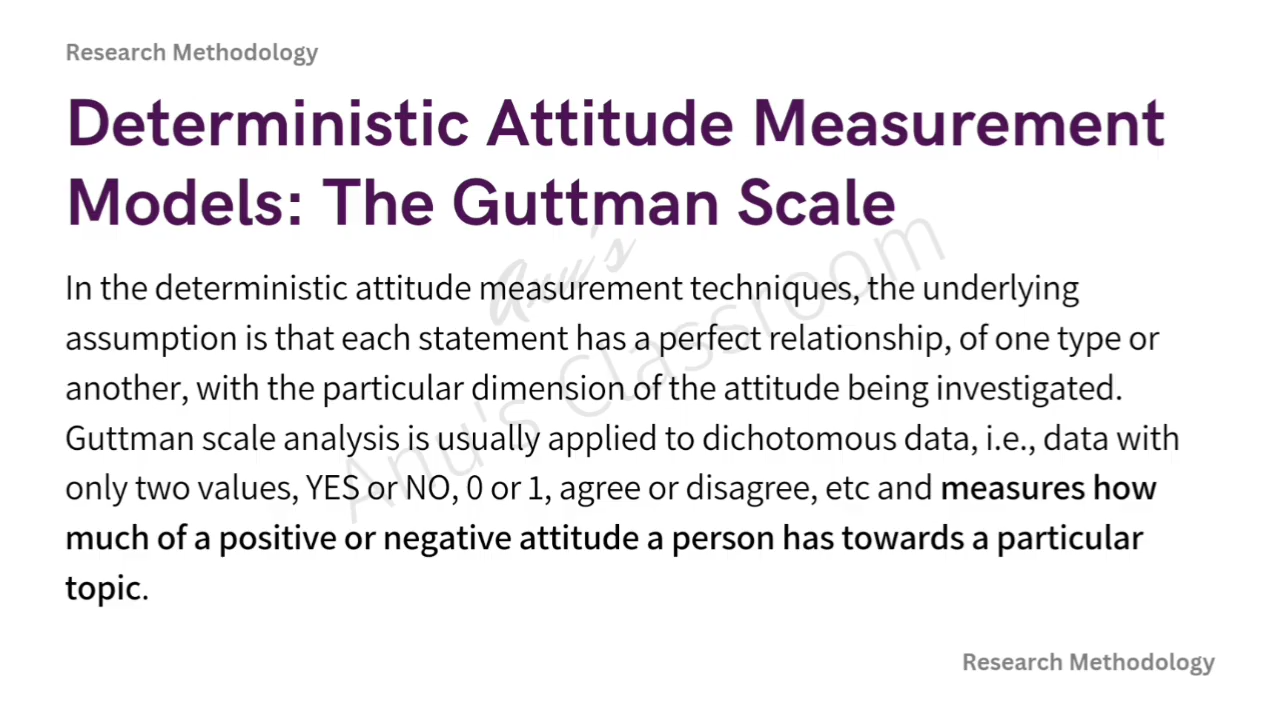 Research Methodology
Deterministic Attitude Measurement
Models: The Guttman Scale
Anu's
Anu's Classroom
In the deterministic attitude measurement techniques, the underlying
assumption is that each statement has a perfect relationship, of one type or
another, with the particular dimension of the attitude being investigated.
Guttman scale analysis is usually applied to dichotomous data, i.e., data with
only two values, YES or NO, 0 or 1, agree or disagree, etc and measures how
much of a positive or negative attitude a person has towards a particular
topic.
Research Methodology